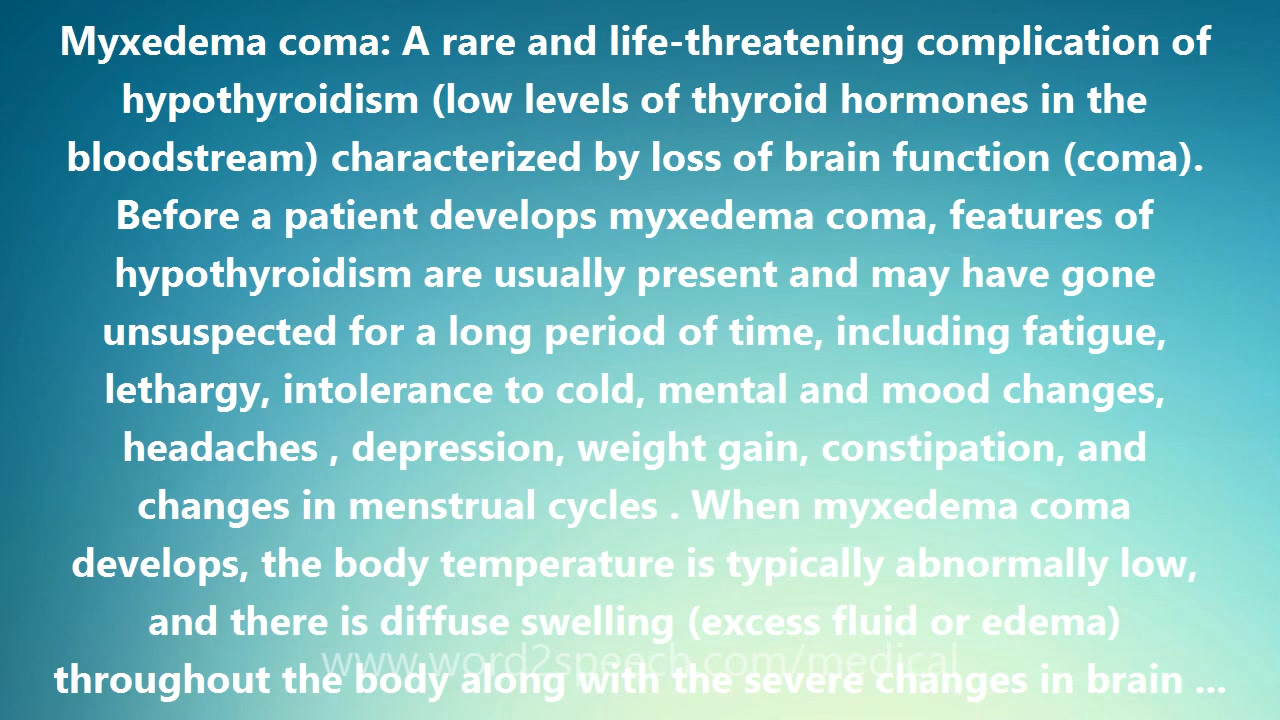 Myxedema coma: A rare and life-threatening complication of
hypothyroidism (low levels of thyroid hormones in the
bloodstream) characterized by loss of brain function (coma).
Before a patient develops myxedema coma, features of
hypothyroidism are usually present and may have gone
unsuspected for a long period of time, including fatigue,
lethargy, intolerance to cold, mental and mood changes,
headaches , depression, weight gain, constipation, and
changes in menstrual cycles . When myxedema coma
develops, the body temperature is typically abnormally low,
and there is diffuse swelling (excess fluid or edema)
www.word2speech.com/medical
throughout the body along with the severe changes in brain ...